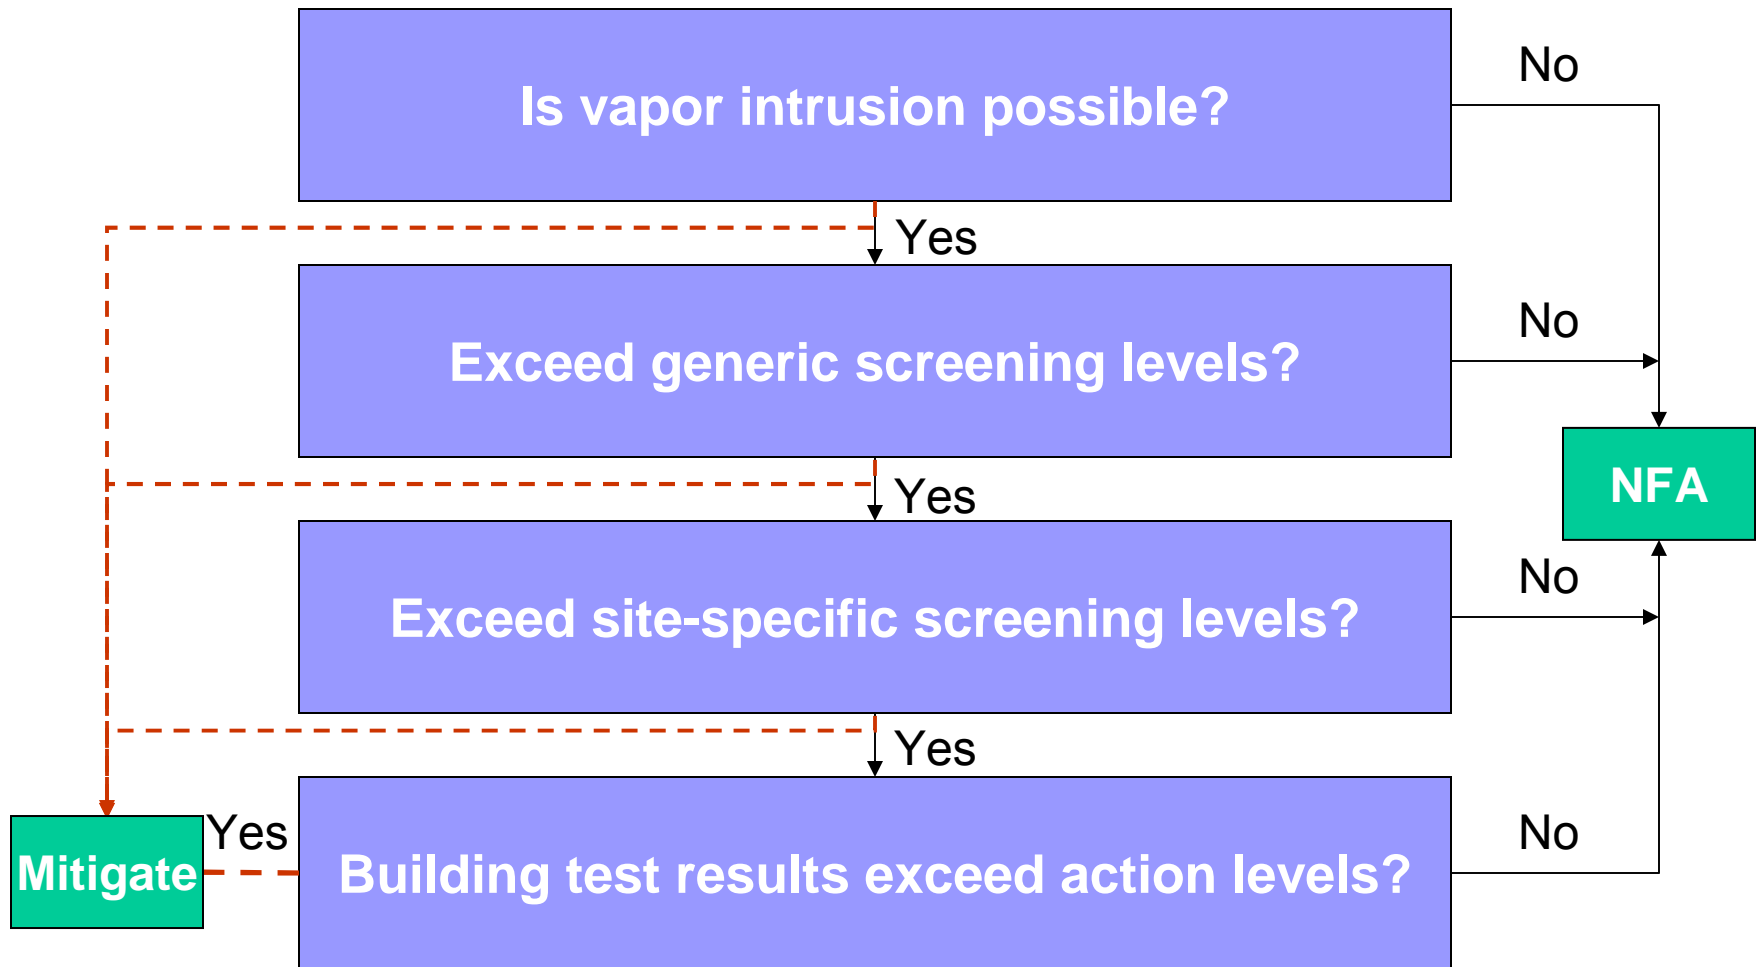 Is vapor intrusion possible?
No
Yes
Exceed generic screening levels?
No
NFA
Yes
Exceed site-specific screening levels?
No
Yes
Mitigate
Yes
Building test results exceed action levels?
No